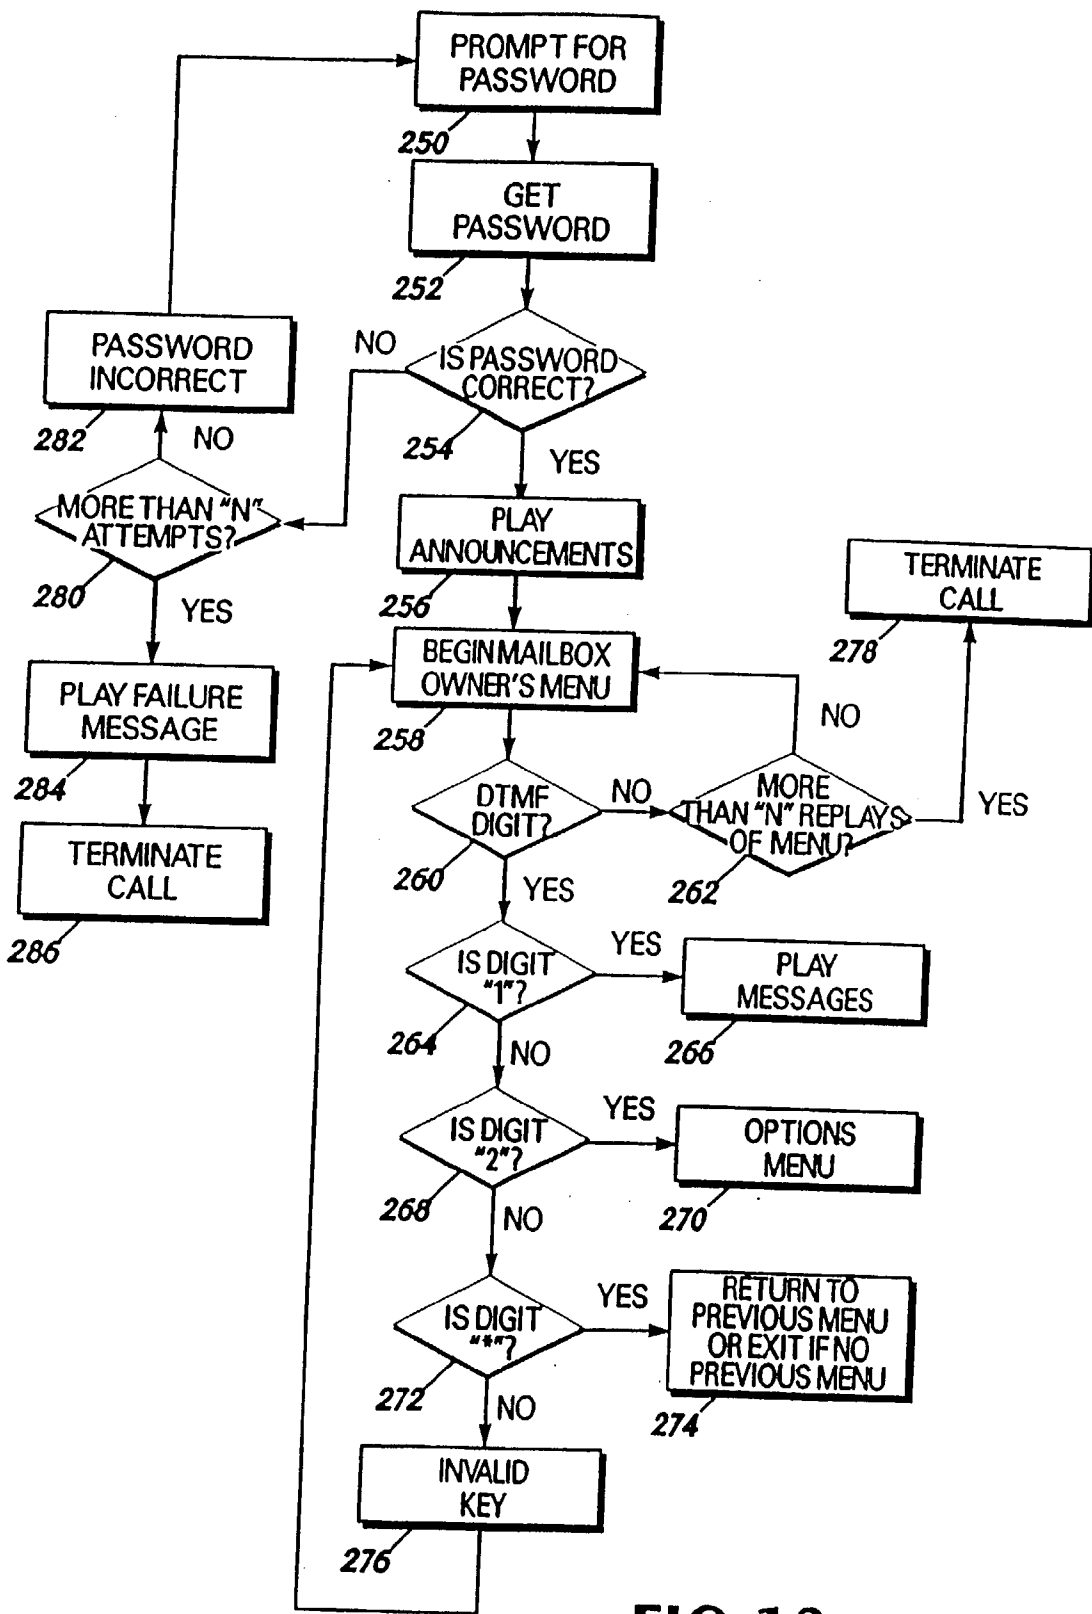 PROMPT FOR
PASSWORD
250
GET
PASSWORD
252
IS PASSWORD
CORRECT?
254
NO
YES
PASSWORD
INCORRECT
282
NO
MORE THAN "N"
ATTEMPTS?
280
YES
PLAY FAILURE
MESSAGE
284
TERMINATE
CALL
286
PLAY
ANNOUNCEMENTS
256
BEGIN MAILBOX
OWNER'S MENU
258
TERMINATE
CALL
278
NO
DTMF
DIGIT?
260
NO
MORE
THAN "N" REPLAYS
OF MENU?
262
YES
YES
IS DIGIT
"1"?
264
YES
PLAY
MESSAGES
266
NO
IS DIGIT
"2"?
268
YES
OPTIONS
MENU
270
NO
IS DIGIT
"*"?
272
YES
RETURN TO
PREVIOUS MENU
OR EXIT IF NO
PREVIOUS MENU
274
NO
INVALID
KEY
276